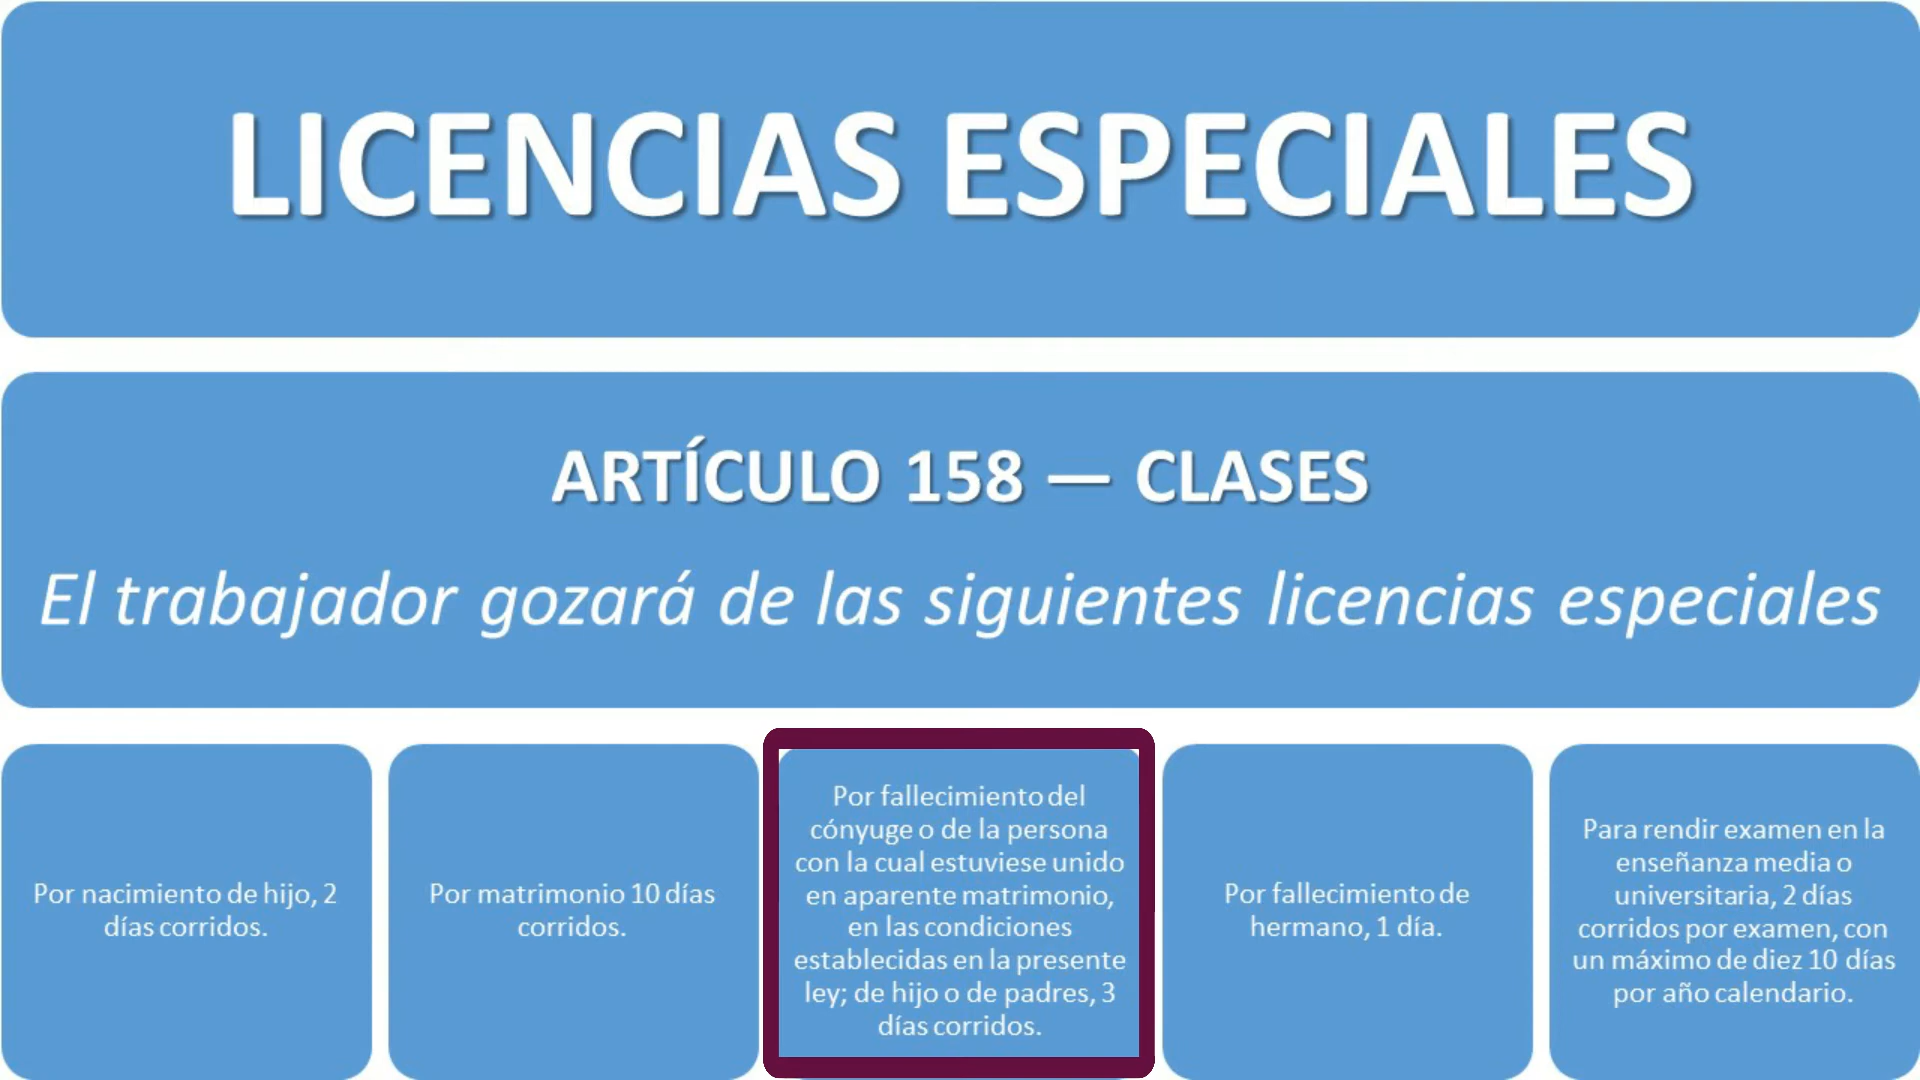 LICENCIAS ESPECIALES
ARTÍCULO 158 — CLASES
El trabajador gozará de las siguientes licencias especiales
Por nacimiento de hijo, 2
días corridos.
Por matrimonio 10 días
corridos.
Por fallecimiento del
cónyuge o de la persona
con la cual estuviese unido
en aparente matrimonio,
en las condiciones
establecidas en la presente
ley; de hijo o de padres, 3
días corridos.
Por fallecimiento de
hermano, 1 día.
Para rendir examen en la
enseñanza media o
universitaria, 2 días
corridos por examen, con
un máximo de diez 10 días
por año calendario.